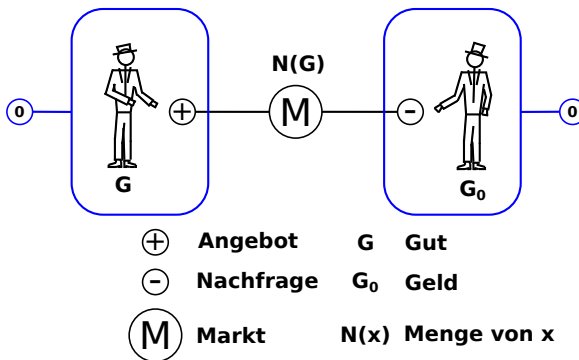 N(G)
0 + M - 0
G G₀
+ Angebot G Gut
- Nachfrage G₀ Geld
M Markt N(x) Menge von x